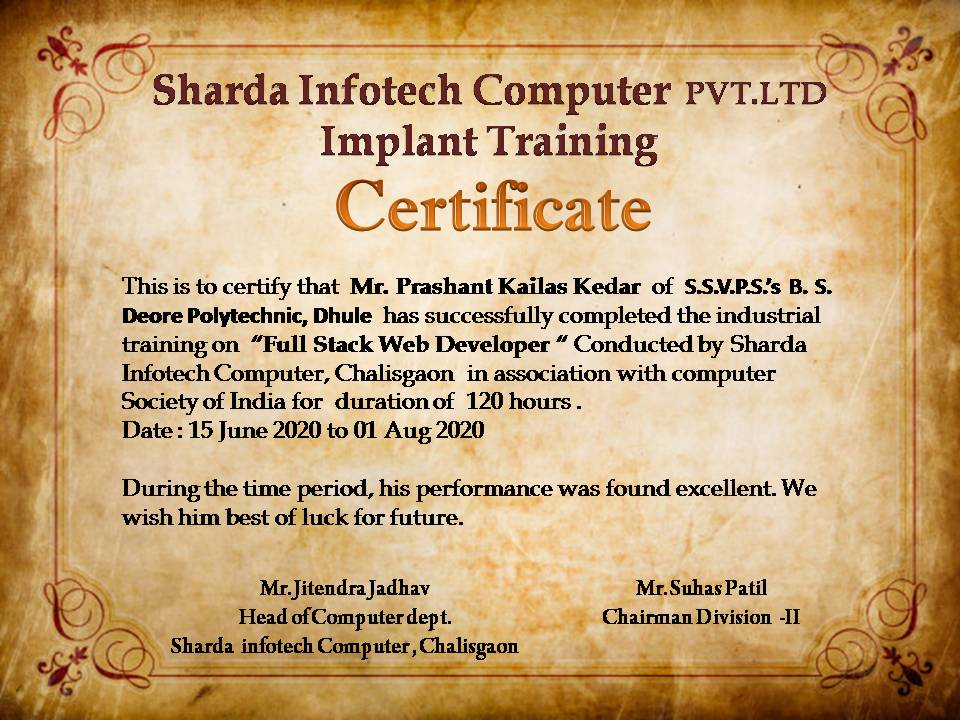 Sharda Infotech Computer PVT.LTD
Implant Training
Certificate
This is to certify that Mr. Prashant Kailas Kedar of S.S.V.P.S.'s B. S.
Deore Polytechnic, Dhule has successfully completed the industrial
training on “Full Stack Web Developer “ Conducted by Sharda
Infotech Computer, Chalisgaon in association with computer
Society of India for duration of 120 hours .
Date : 15 June 2020 to 01 Aug 2020
During the time period, his performance was found excellent. We
wish him best of luck for future.
Mr.Jitendra Jadhav
Head of Computer dept.
Sharda infotech Computer , Chalisgaon
Mr.Suhas Patil
Chairman Division -II